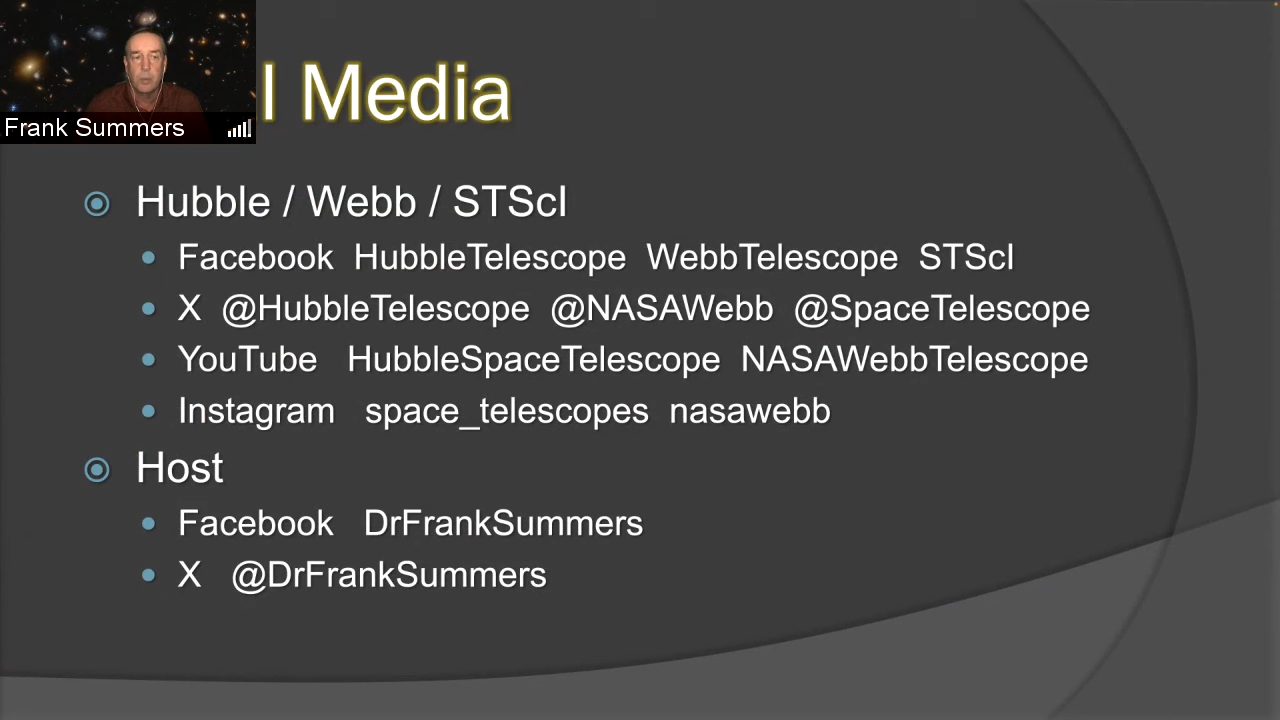 l Media
Frank Summers
Hubble / Webb / STScI
Facebook HubbleTelescope WebbTelescope STScI
X @HubbleTelescope @NASAWebb @SpaceTelescope
YouTube HubbleSpaceTelescope NASAWebbTelescope
Instagram space_telescopes nasawebb
Host
Facebook DrFrankSummers
X @DrFrankSummers